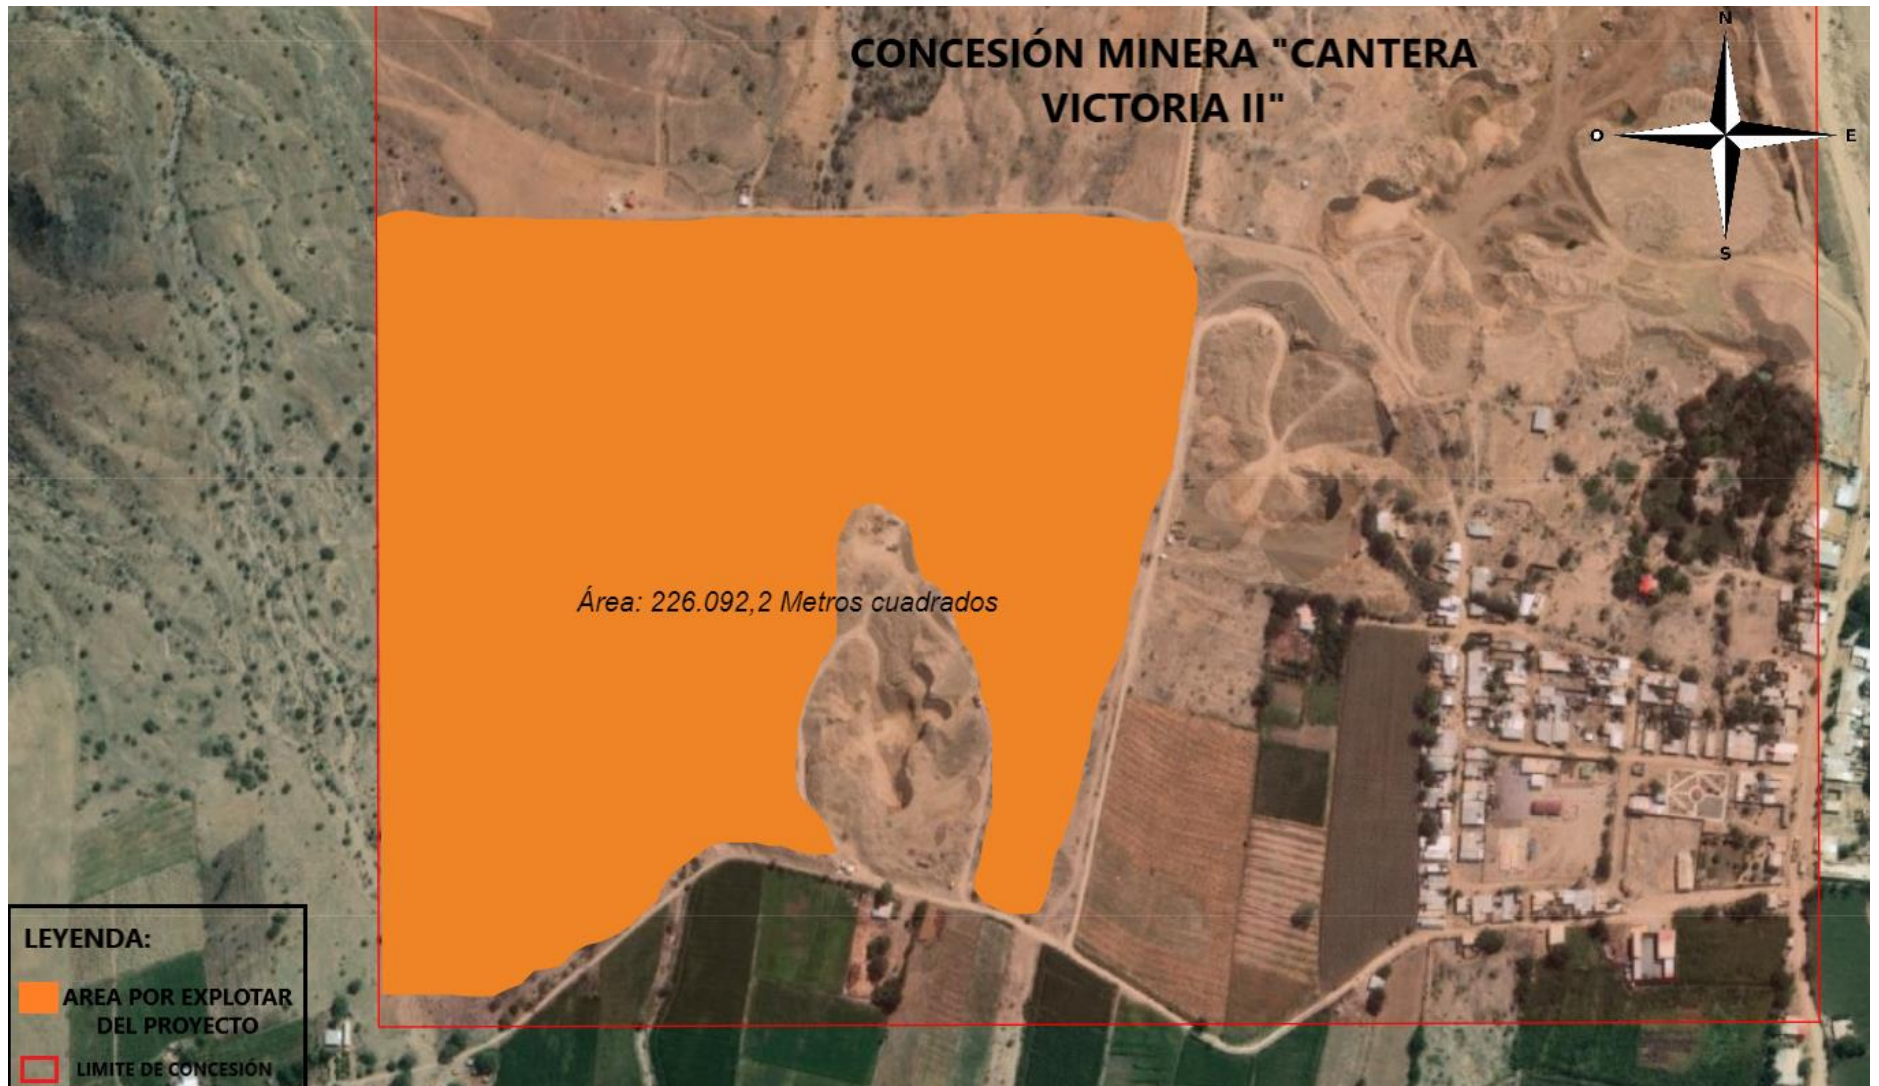 CONCESIÓN MINERA "CANTERA
VICTORIA II"
N
O
E
S
Área: 226.092,2 Metros cuadrados
LEYENDA:
AREA POR EXPLOTAR
DEL PROYECTO
LIMITE DE CONCESIÓN